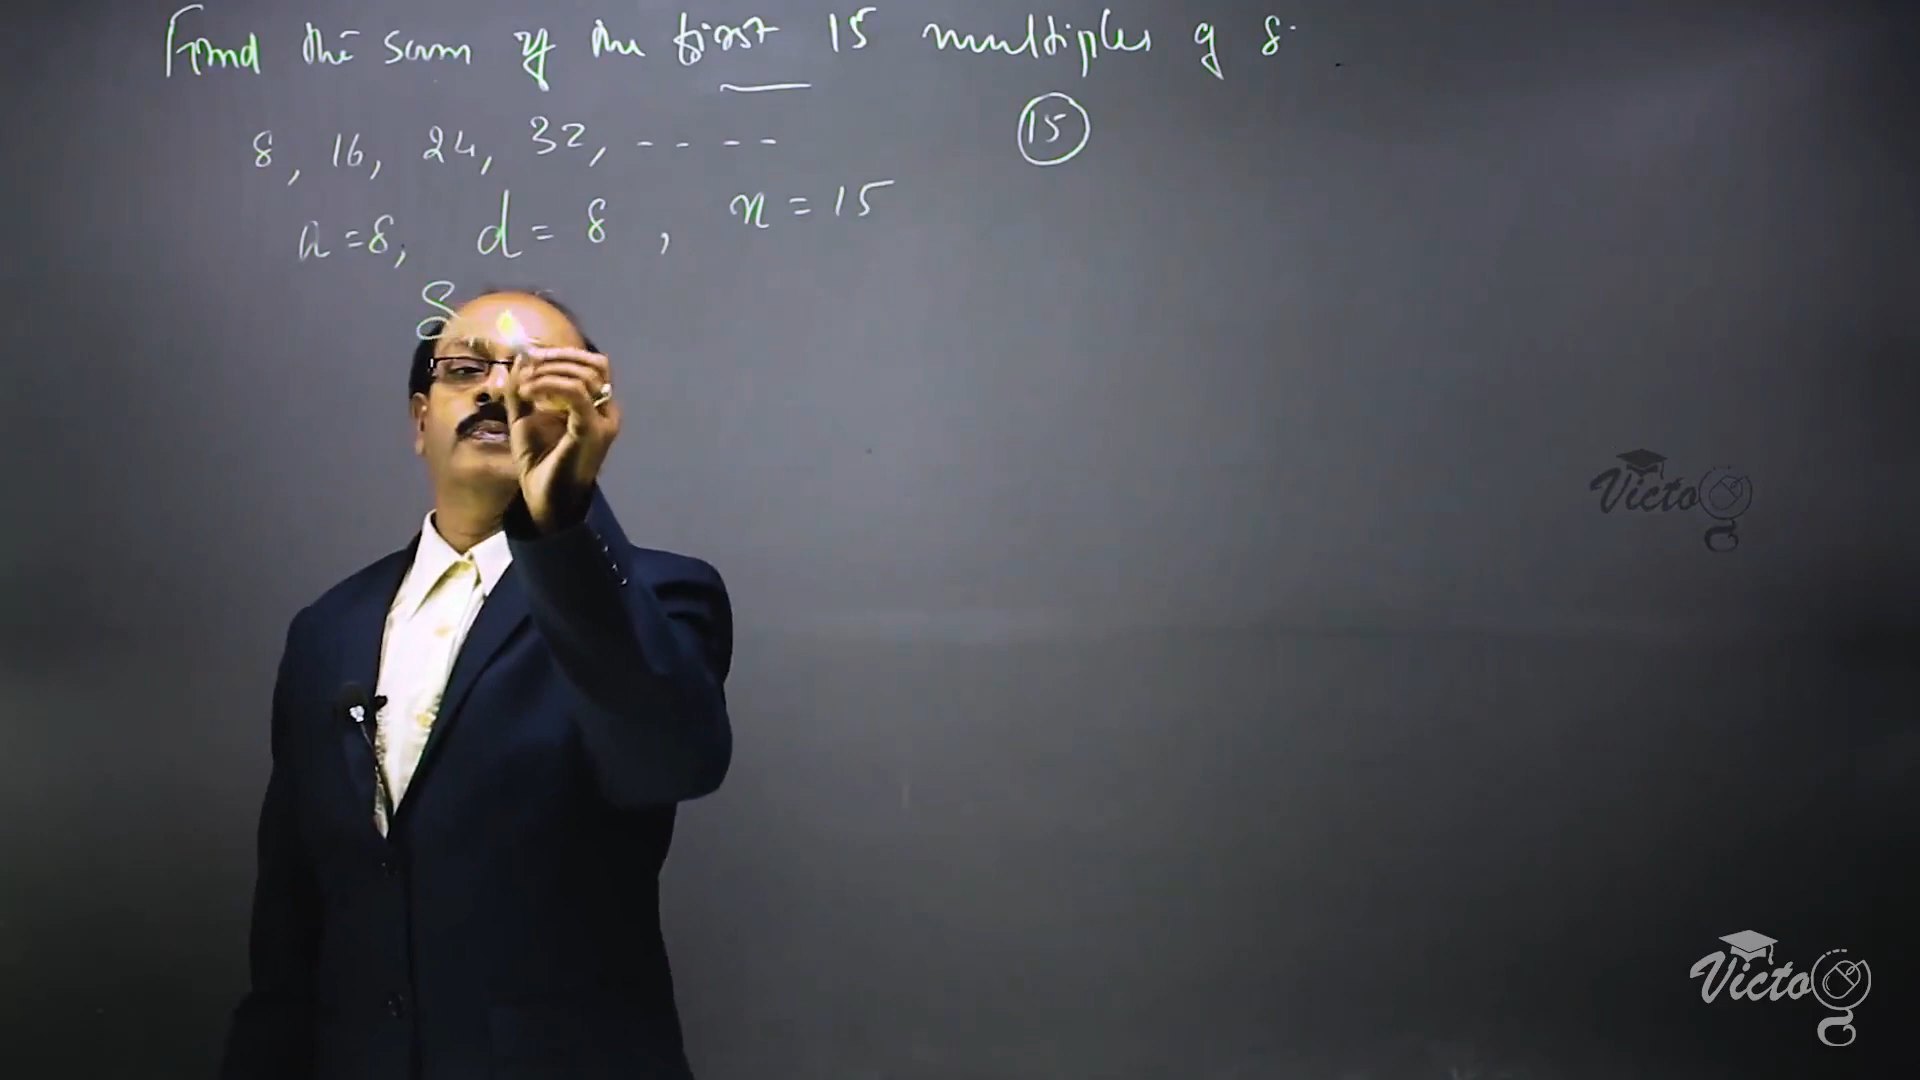 Find the sum of the first 15 multiples of 8.
15
8, 16, 24, 32, - - - -
a = 8, d = 8, n = 15
S
Victo
Victo